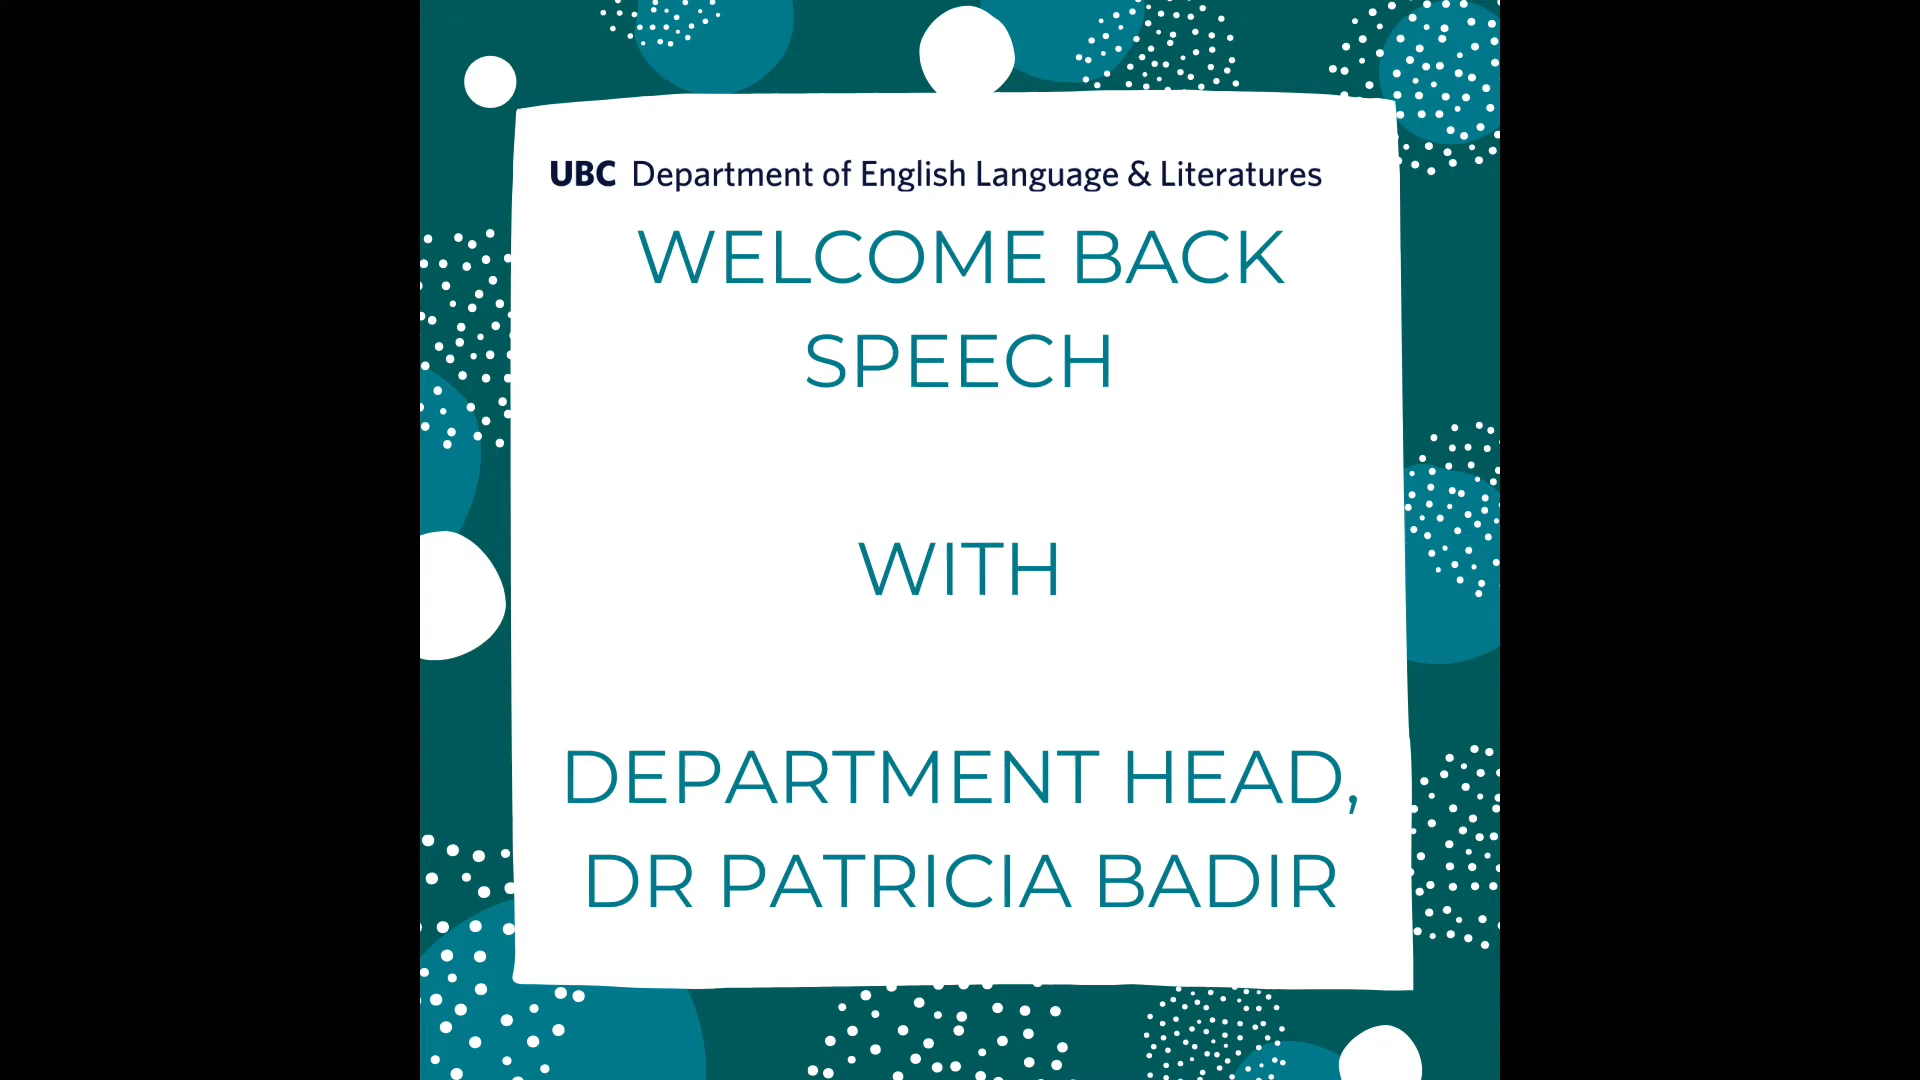 UBC Department of English Language & Literatures
WELCOME BACK
SPEECH
WITH
DEPARTMENT HEAD,
DR PATRICIA BADIR